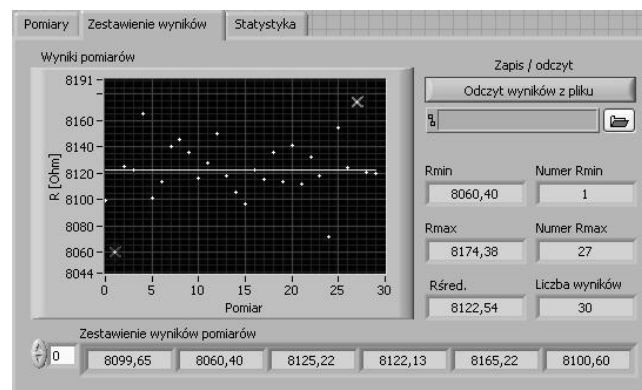 Pomiary Zestawienie wyników Statystyka
Wyniki pomiarów
R [Ohm]
8191
8160
8140
8120
8100
8080
8060
8044
0 5 10 15 20 25 30
Pomiar
Zapis / odczyt
Odczyt wyników z pliku
Rmin Numer Rmin
8060,40 1
Rmax Numer Rmax
8174,38 27
Rśred. Liczba wyników
8122,54 30
Zestawienie wyników pomiarów
0 8099,65 8060,40 8125,22 8122,13 8165,22 8100,60